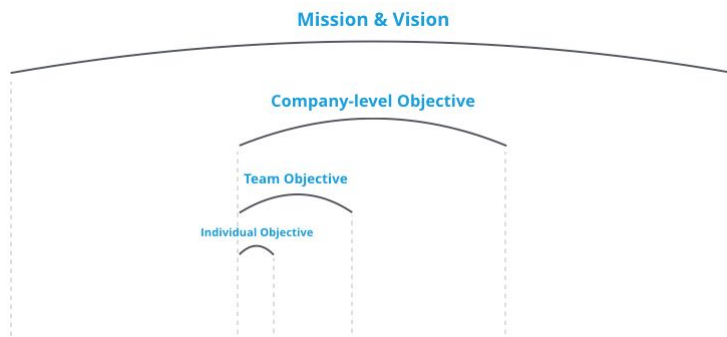 Mission & Vision
Company-level Objective
Team Objective
Individual Objective